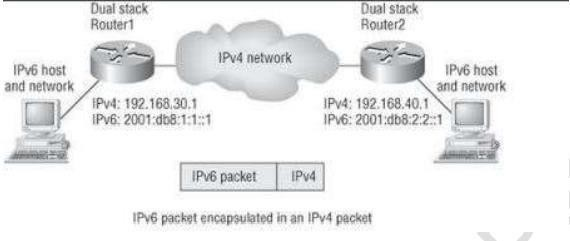 Dual stack
Router1
Dual stack
Router2
IPv4 network
IPv6 host
and network
IPv6 host
and network
IPv4: 192.168.30.1
IPv6: 2001:db8:1:1::1
IPv4: 192.168.40.1
IPv6: 2001:db8:2:2::1
IPv6 packet
IPv4
IPv6 packet encapsulated in an IPv4 packet